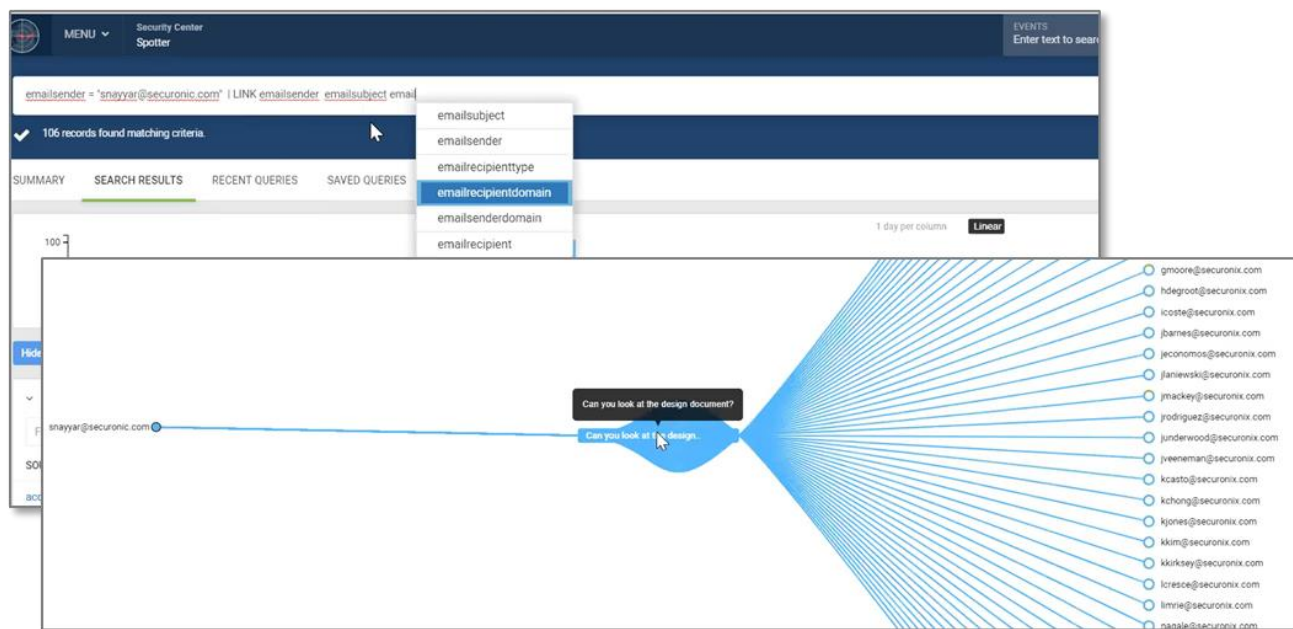 MENU
Security Center
Spotter
EVENTS
Enter text to sear
emailsender = "snayyar@securonic.com" | LINK emailsender emailsubject email
106 records found matching criteria.
emailsubject
emailsender
emailrecipienttype
emailrecipientdomain
emailsenderdomain
emailrecipient
SUMMARY
SEARCH RESULTS
RECENT QUERIES
SAVED QUERIES
1 day per column
Linear
100
Hide
F
SOU
acc
snayyar@securonic.com
Can you look at the design document?
Can you look at the design..
gmoore@securonix.com
hdegroot@securonix.com
icoste@securonix.com
jbarnes@securonix.com
jeconomos@securonix.com
jlaniewski@securonix.com
jmackey@securonix.com
jrodriguez@securonix.com
junderwood@securonix.com
jveeneman@securonix.com
kcasto@securonix.com
kchong@securonix.com
kjones@securonix.com
kkim@securonix.com
kkirksey@securonix.com
lcresce@securonix.com
limrie@securonix.com
nagale@securonix.com